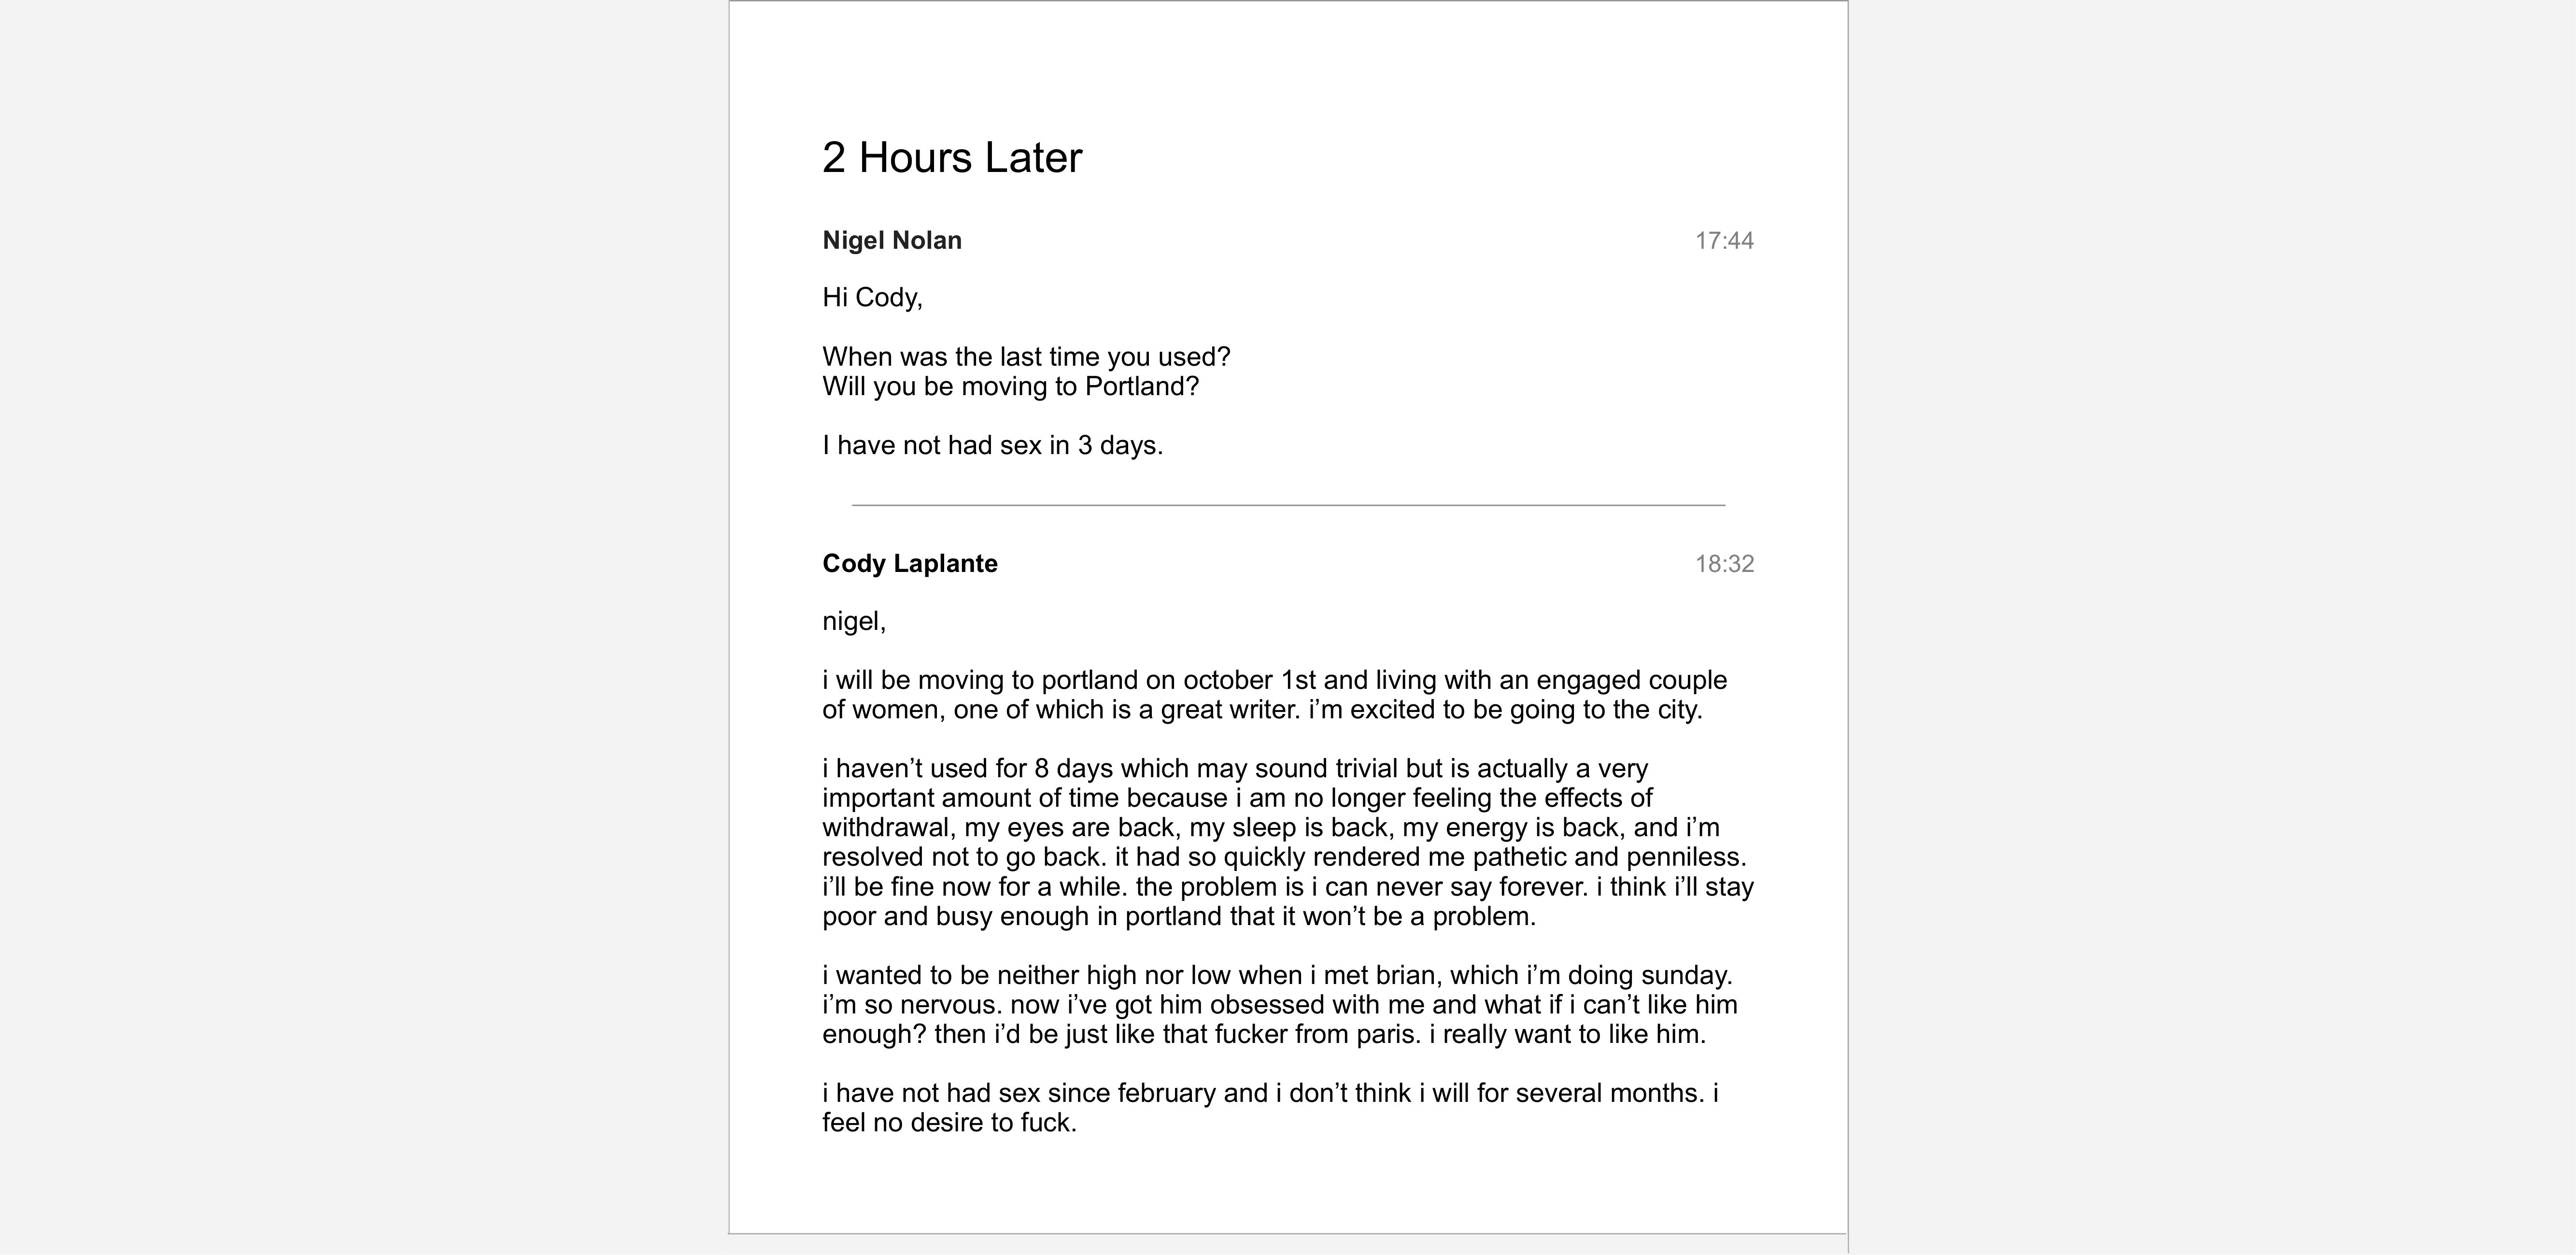 2 Hours Later
Nigel Nolan 17:44
Hi Cody,
When was the last time you used?
Will you be moving to Portland?
I have not had sex in 3 days.
Cody Laplante 18:32
nigel,
i will be moving to portland on october 1st and living with an engaged couple
of women, one of which is a great writer. i’m excited to be going to the city.
i haven’t used for 8 days which may sound trivial but is actually a very
important amount of time because i am no longer feeling the effects of
withdrawal, my eyes are back, my sleep is back, my energy is back, and i’m
resolved not to go back. it had so quickly rendered me pathetic and penniless.
i’ll be fine now for a while. the problem is i can never say forever. i think i’ll stay
poor and busy enough in portland that it won’t be a problem.
i wanted to be neither high nor low when i met brian, which i’m doing sunday.
i’m so nervous. now i’ve got him obsessed with me and what if i can’t like him
enough? then i’d be just like that fucker from paris. i really want to like him.
i have not had sex since february and i don’t think i will for several months. i
feel no desire to fuck.